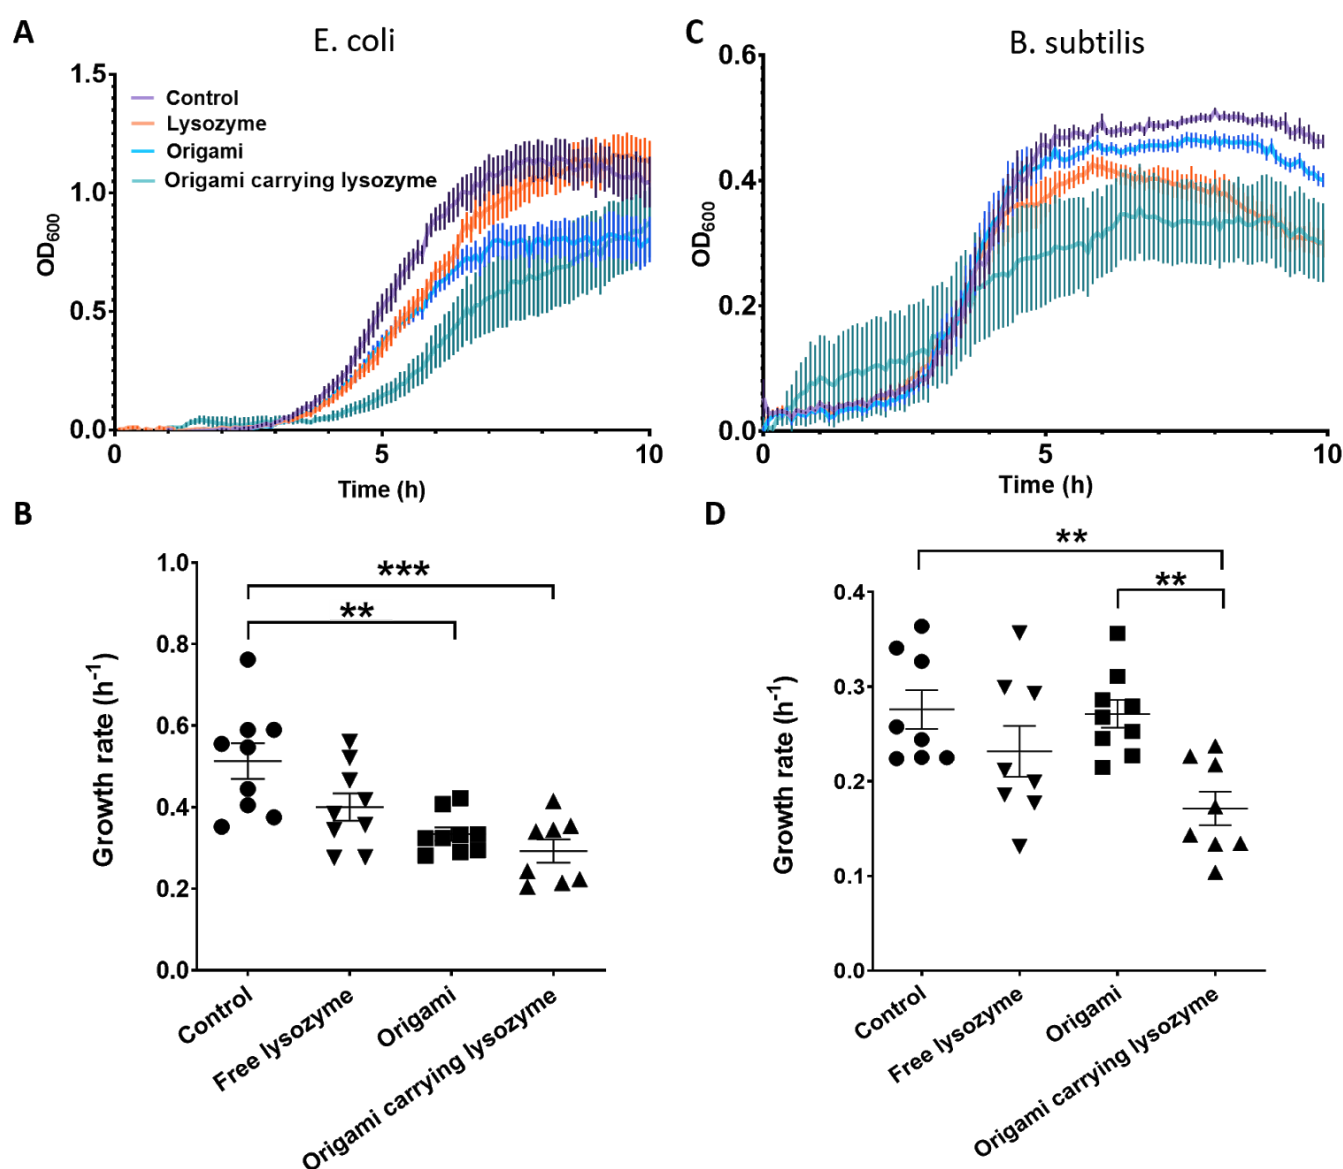 A
E. coli
1.5
1.0
0.5
0.0
OD600
Control
Lysozyme
Origami
Origami carrying lysozyme
0
5
10
Time (h)
C
B. subtilis
0.6
0.4
0.2
0.0
OD600
0
5
10
Time (h)
B
1.0
0.8
0.6
0.4
0.2
0.0
Growth rate (h-1)
***
**
Control
Free lysozyme
Origami
Origami carrying lysozyme
D
0.4
0.3
0.2
0.1
0.0
Growth rate (h-1)
**
**
Control
Free lysozyme
Origami
Origami carrying lysozyme